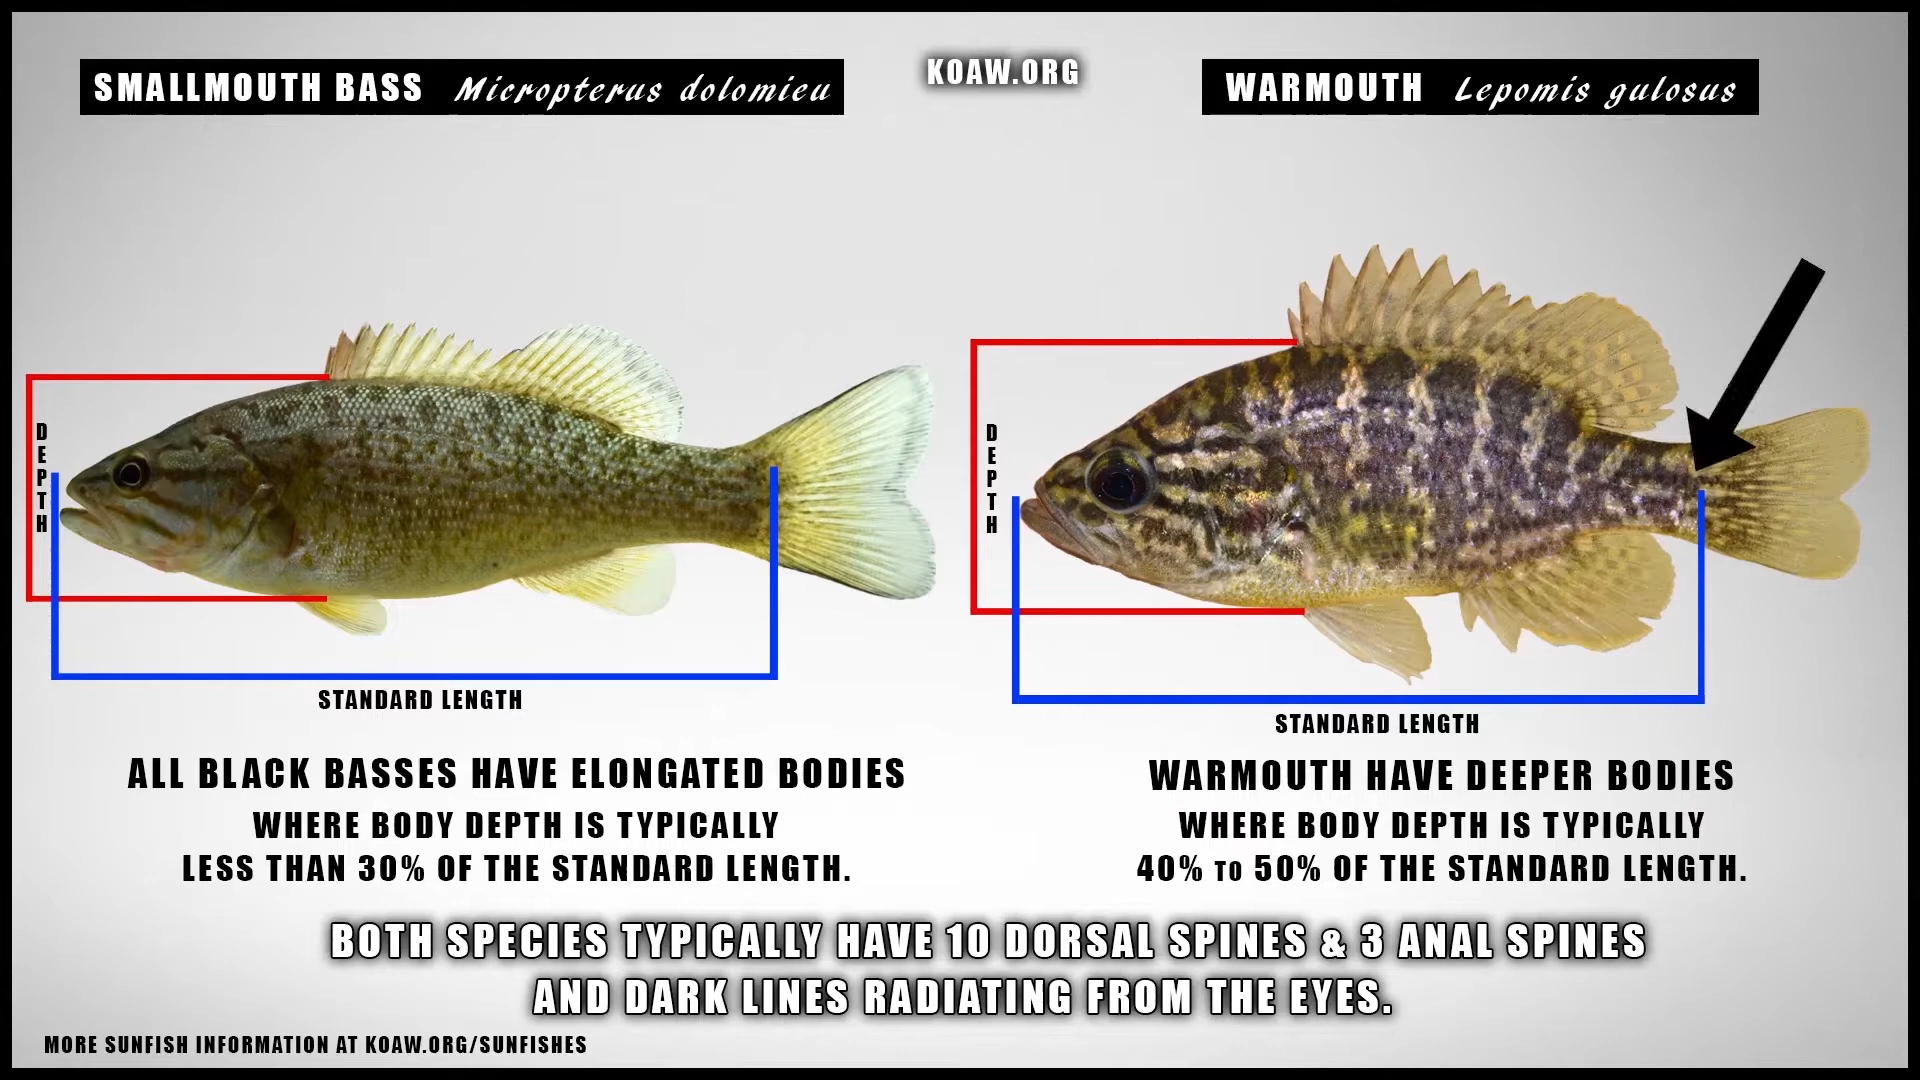 SMALLMOUTH BASS Micropterus dolomieu
KOAW.ORG
WARMOUTH Lepomis gulosus
DEPTH
STANDARD LENGTH
DEPTH
STANDARD LENGTH
ALL BLACK BASSES HAVE ELONGATED BODIES
WHERE BODY DEPTH IS TYPICALLY
LESS THAN 30% OF THE STANDARD LENGTH.
WARMOUTH HAVE DEEPER BODIES
WHERE BODY DEPTH IS TYPICALLY
40% TO 50% OF THE STANDARD LENGTH.
BOTH SPECIES TYPICALLY HAVE 10 DORSAL SPINES & 3 ANAL SPINES
AND DARK LINES RADIATING FROM THE EYES.
MORE SUNFISH INFORMATION AT KOAW.ORG/SUNFISHES